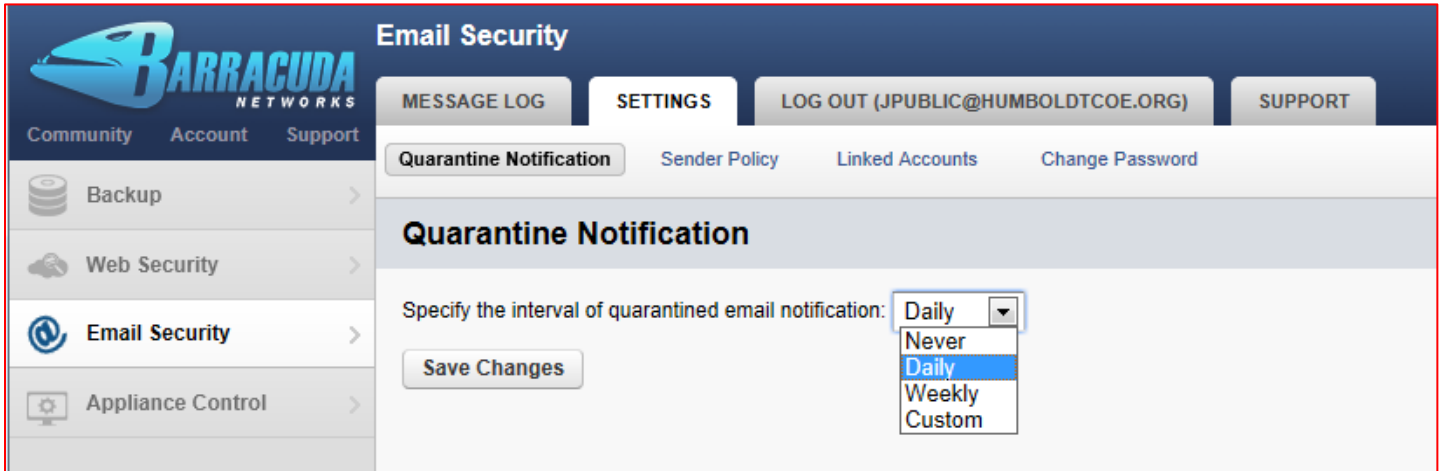 BARRACUDA
NETWORKS
Community Account Support
Backup
Web Security
Email Security
Appliance Control
Email Security
MESSAGE LOG SETTINGS LOG OUT (JPUBLIC@HUMBOLDTCOE.ORG) SUPPORT
Quarantine Notification Sender Policy Linked Accounts Change Password
Quarantine Notification
Specify the interval of quarantined email notification: Daily
Never
Daily
Weekly
Custom
Save Changes